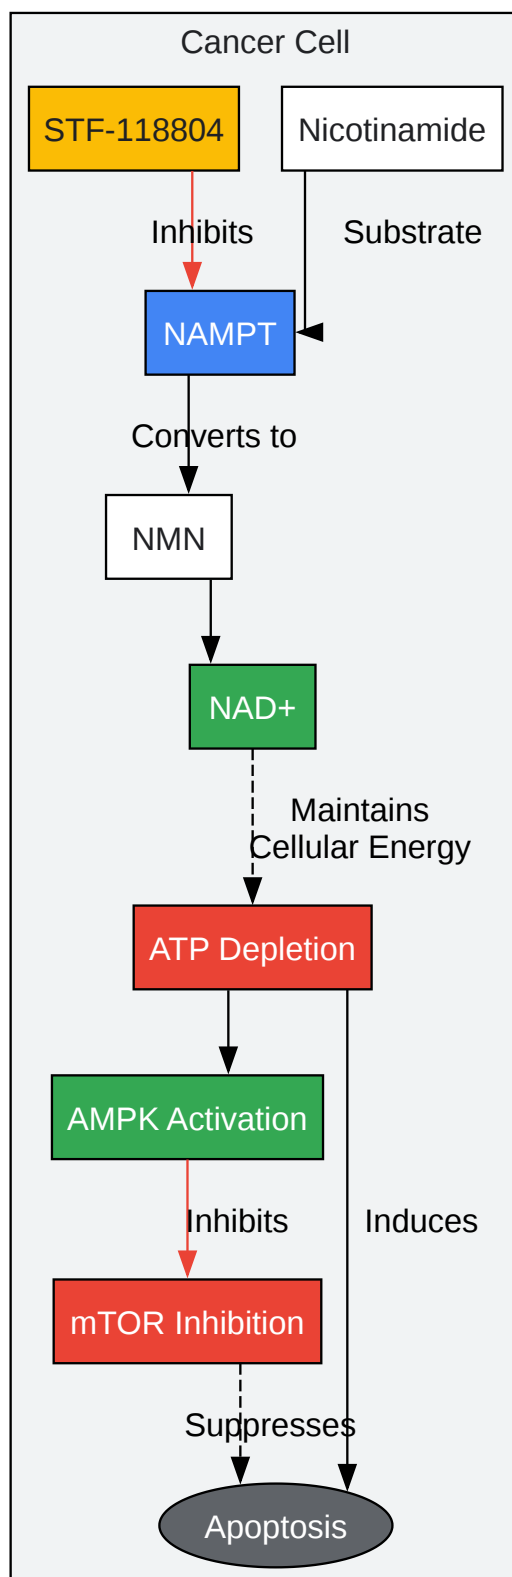 Cancer Cell
STF-118804
Nicotinamide
Inhibits
Substrate
NAMPT
Converts to
NMN
NAD+
Maintains
Cellular Energy
ATP Depletion
AMPK Activation
Inhibits
Induces
mTOR Inhibition
Suppresses
Apoptosis